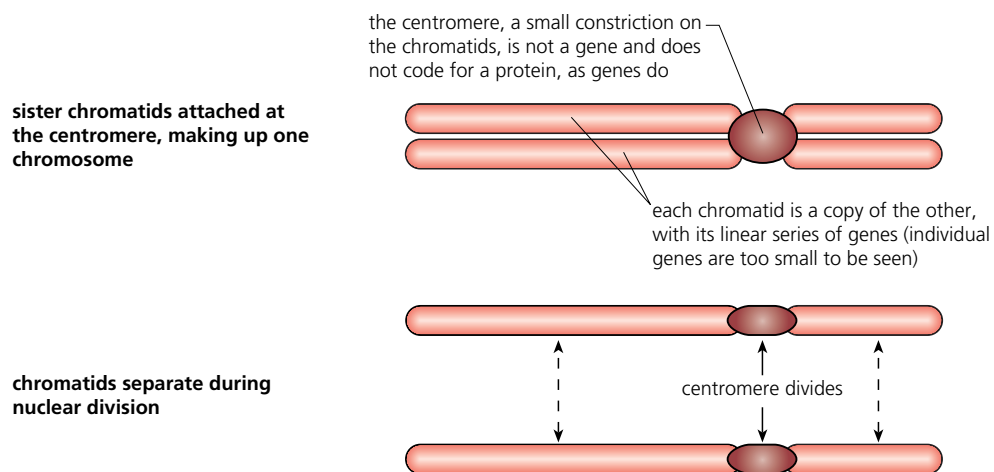 the centromere, a small constriction on
the chromatids, is not a gene and does
not code for a protein, as genes do
sister chromatids attached at
the centromere, making up one
chromosome
each chromatid is a copy of the other,
with its linear series of genes (individual
genes are too small to be seen)
chromatids separate during
nuclear division
centromere divides